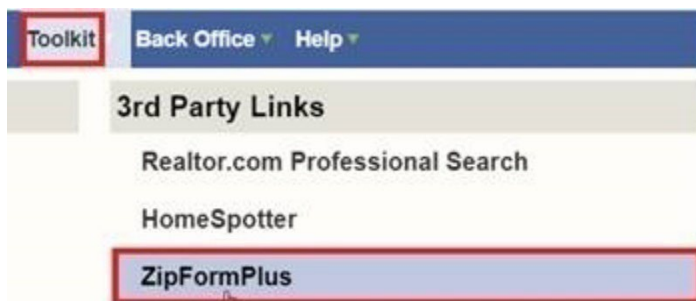 Toolkit Back Office Help
3rd Party Links
Realtor.com Professional Search
HomeSpotter
ZipFormPlus